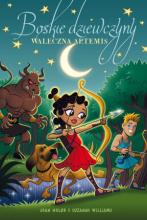 Boskie dziewczyny
WALECZNA ARTEMIS
JOAN HOLUB I SUZANNE WILLIAMS